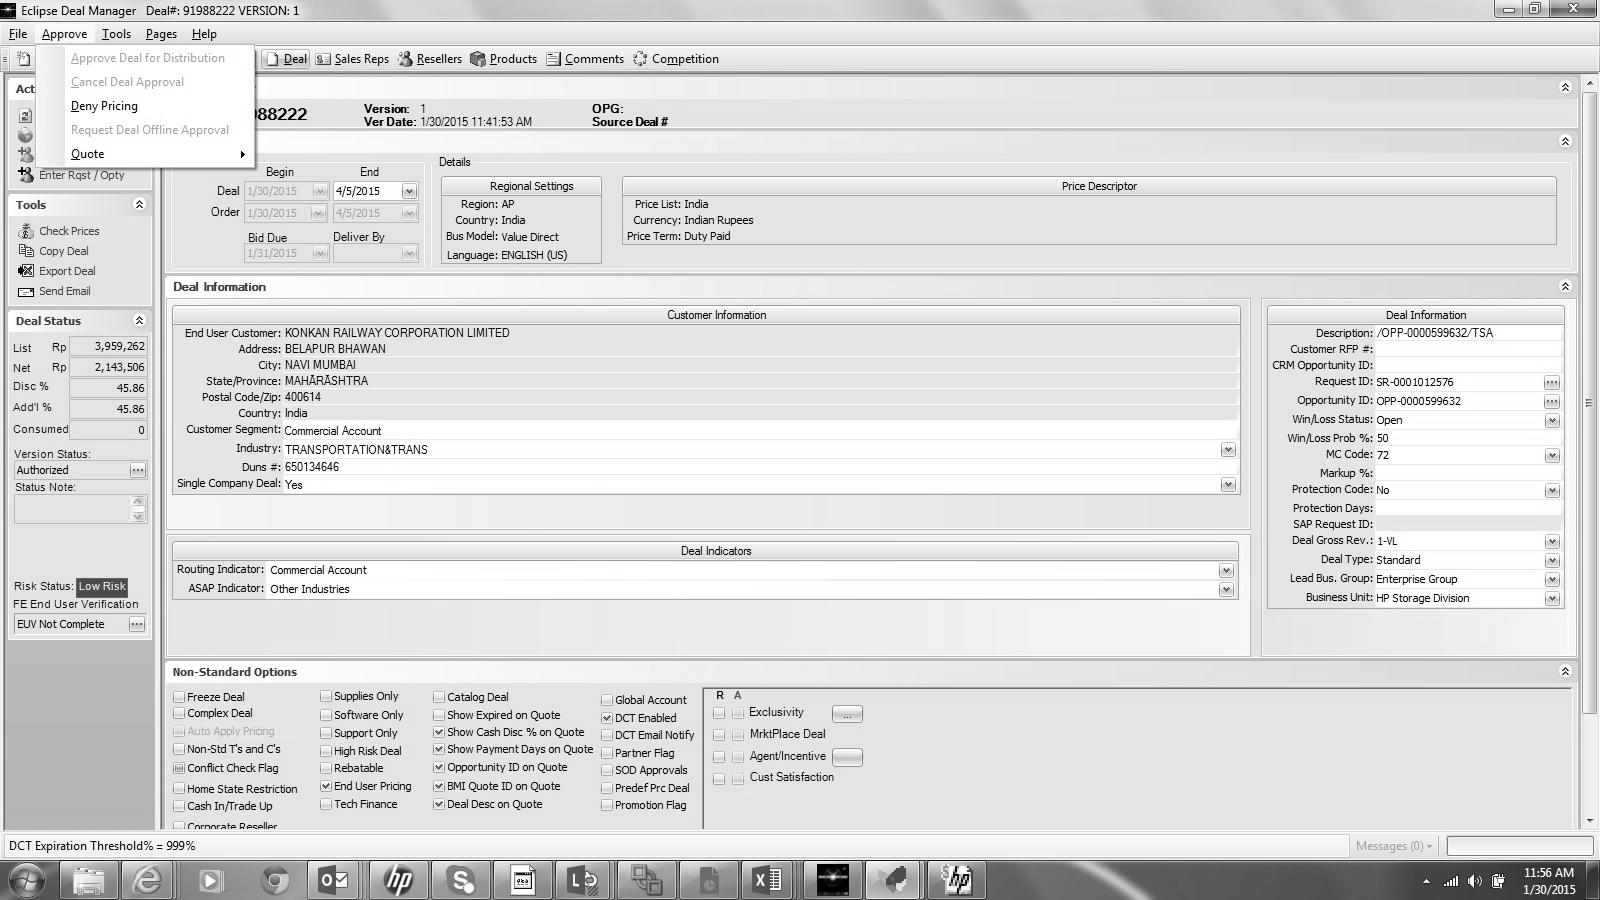 Eclipse Deal Manager Deal#: 91988222 VERSION: 1
File Approve Tools Pages Help
Approve Deal for Distribution
Cancel Deal Approval
Deny Pricing
Request Deal Offline Approval
Quote
Deal Sales Reps Resellers Products Comments Competition
Act
Enter Rqst / Opty
Tools
Check Prices
Copy Deal
Export Deal
Send Email
Deal Status
List Rp 3,959,262
Net Rp 2,143,506
Disc % 45.86
Add'l % 45.86
Consumed 0
Version Status:
Authorized
Status Note:
Risk Status: Low Risk
FE End User Verification
EUV Not Complete
88222
Version: 1
Ver Date: 1/30/2015 11:41:53 AM
OPG:
Source Deal #
Begin End
Deal 1/30/2015 4/5/2015
Order 1/30/2015 4/5/2015
Bid Due Deliver By
1/31/2015
Details
Regional Settings
Region: AP
Country: India
Bus Model: Value Direct
Language: ENGLISH (US)
Price Descriptor
Price List: India
Currency: Indian Rupees
Price Term: Duty Paid
Deal Information
Customer Information
End User Customer: KONKAN RAILWAY CORPORATION LIMITED
Address: BELAPUR BHAWAN
City: NAVI MUMBAI
State/Province: MAHĀRĀSHTRA
Postal Code/Zip: 400614
Country: India
Customer Segment: Commercial Account
Industry: TRANSPORTATION&TRANS
Duns #: 650134646
Single Company Deal: Yes
Deal Indicators
Routing Indicator: Commercial Account
ASAP Indicator: Other Industries
Deal Information
Description: /OPP-0000599632/TSA
Customer RFP #:
CRM Opportunity ID:
Request ID: SR-0001012576
Opportunity ID: OPP-0000599632
Win/Loss Status: Open
Win/Loss Prob %: 50
MC Code: 72
Markup %:
Protection Code: No
Protection Days:
SAP Request ID:
Deal Gross Rev.: 1-VL
Deal Type: Standard
Lead Bus. Group: Enterprise Group
Business Unit: HP Storage Division
Non-Standard Options
Freeze Deal
Complex Deal
Auto Apply Pricing
Non-Std T's and C's
Conflict Check Flag
Home State Restriction
Cash In/Trade Up
Corporate Reseller
Supplies Only
Software Only
Support Only
High Risk Deal
Rebatable
End User Pricing
Tech Finance
Catalog Deal
Show Expired on Quote
Show Cash Disc % on Quote
Show Payment Days on Quote
Opportunity ID on Quote
BMI Quote ID on Quote
Deal Desc on Quote
Global Account
DCT Enabled
DCT Email Notify
Partner Flag
SOD Approvals
Predef Prc Deal
Promotion Flag
R A
Exclusivity ...
MrktPlace Deal
Agent/Incentive
Cust Satisfaction
DCT Expiration Threshold% = 999%
Messages (0)
11:56 AM
1/30/2015